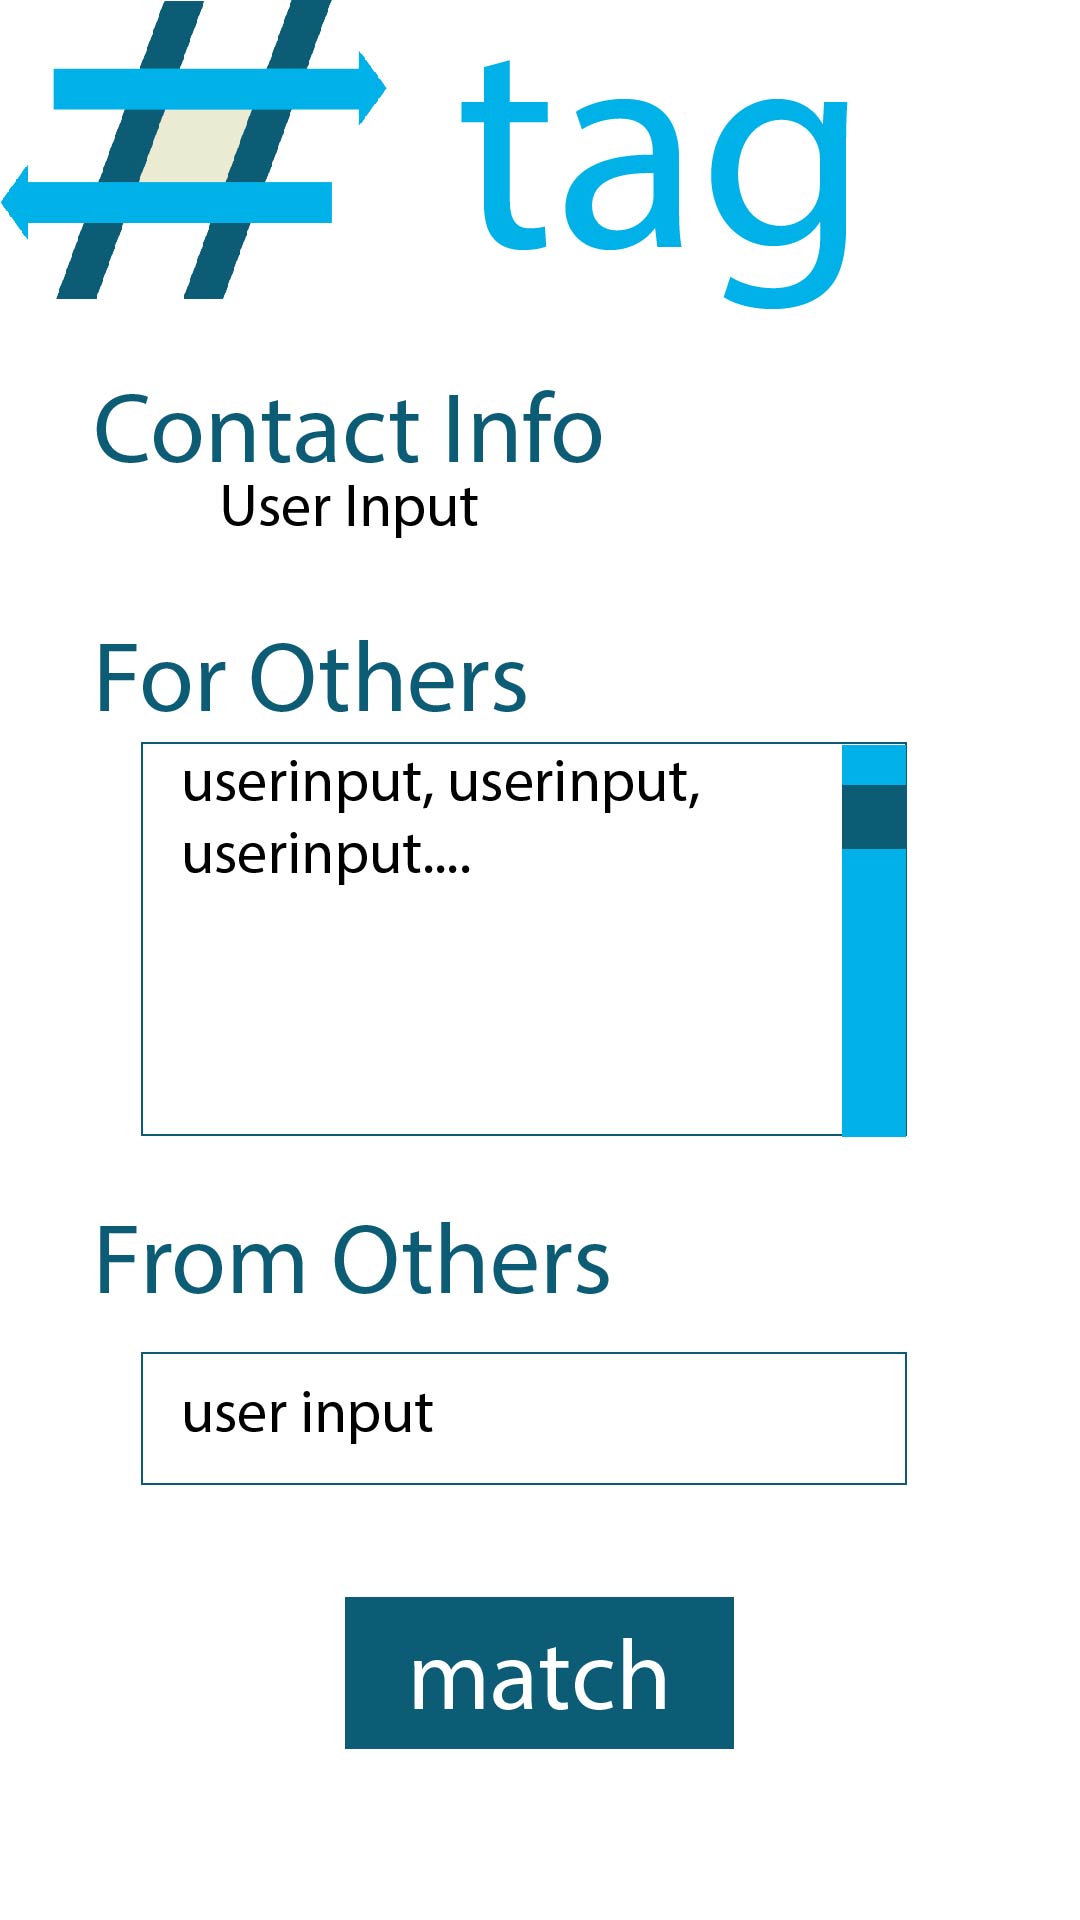 # tag
Contact Info
User Input
For Others
userinput, userinput,
userinput....
From Others
user input
match